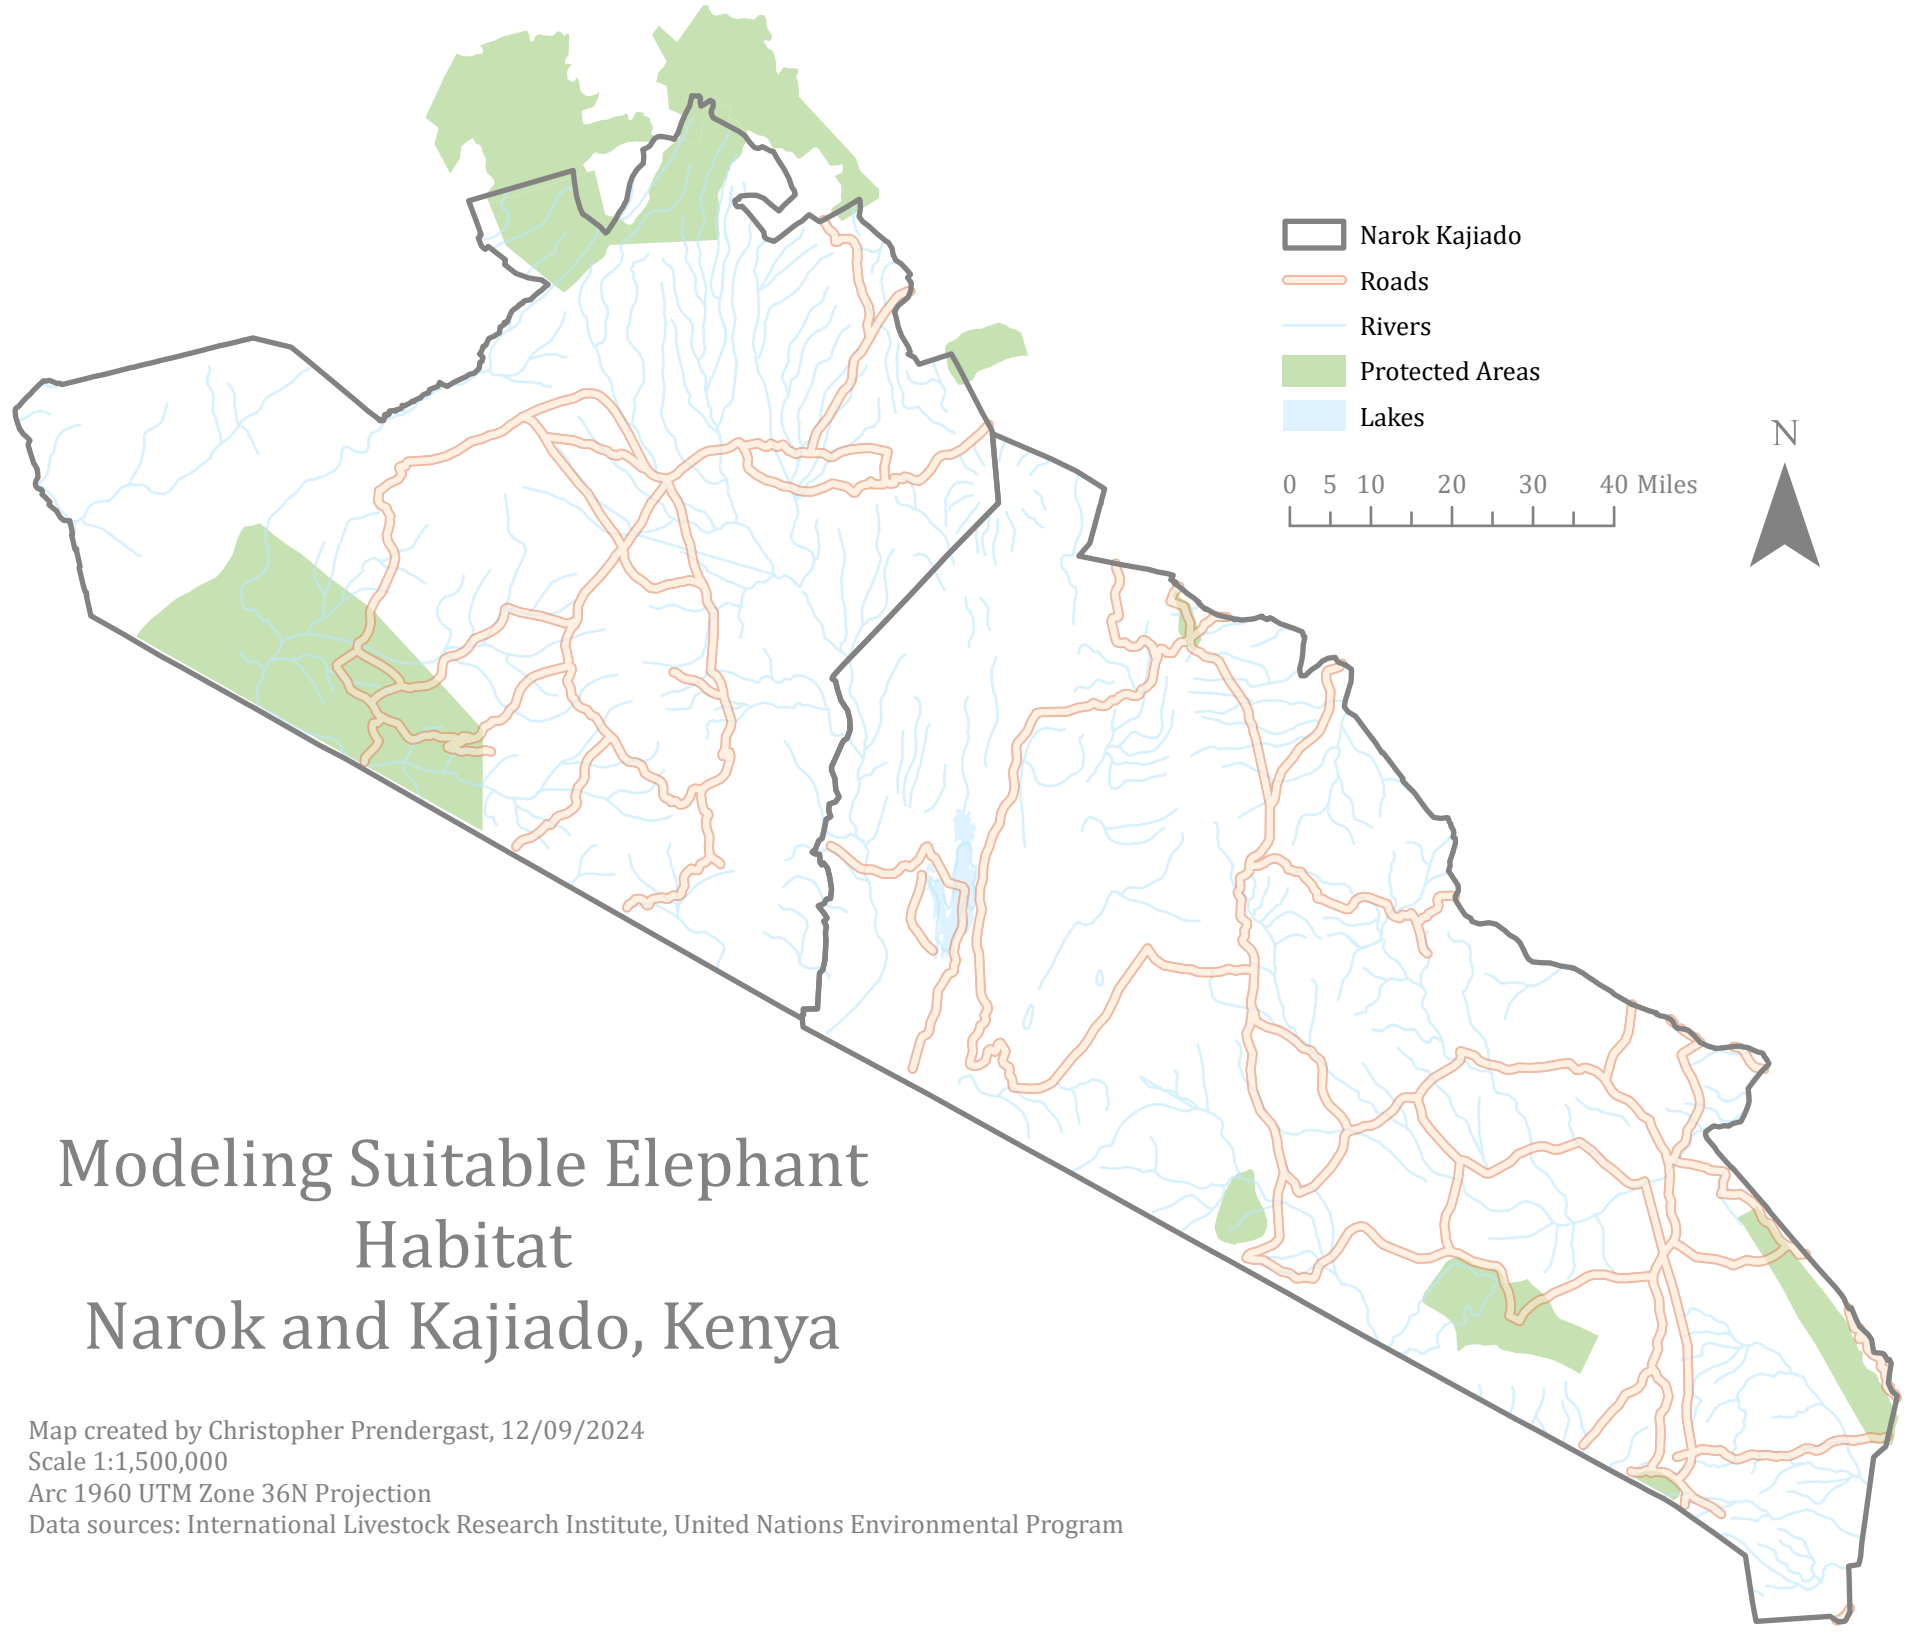 Narok Kajiado
Roads
Rivers
Protected Areas
Lakes
N
0 5 10 20 30 40 Miles
Modeling Suitable Elephant
Habitat
Narok and Kajiado, Kenya
Map created by Christopher Prendergast, 12/09/2024
Scale 1:1,500,000
Arc 1960 UTM Zone 36N Projection
Data sources: International Livestock Research Institute, United Nations Environmental Program